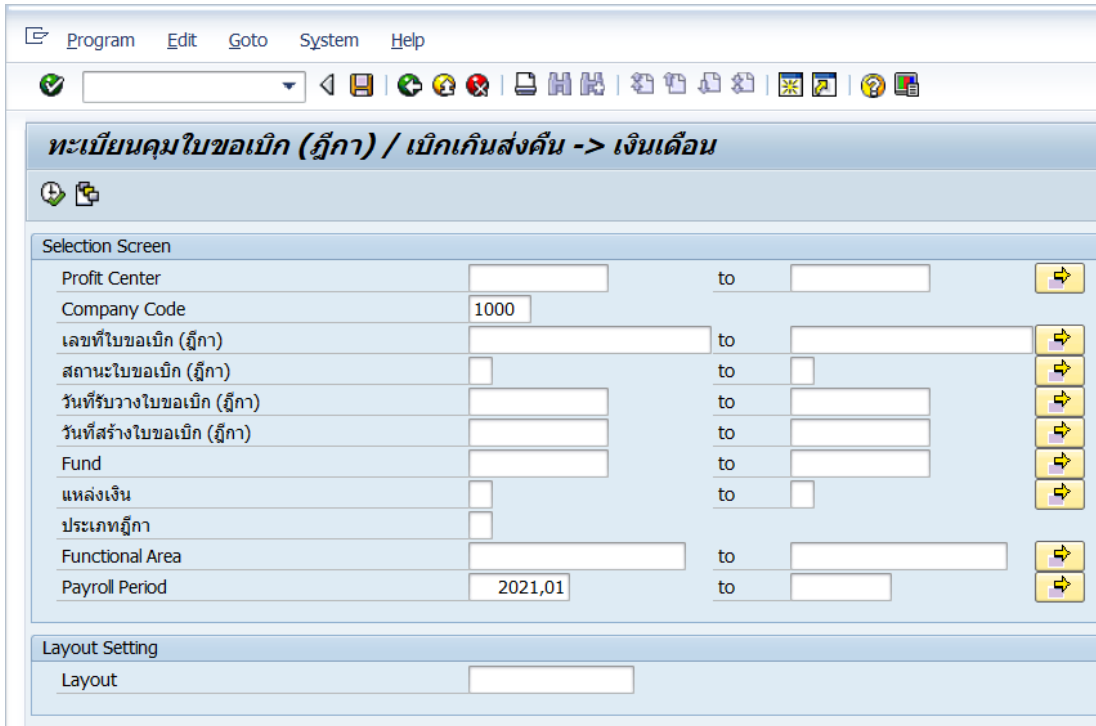 Program Edit Goto System Help
ทะเบียนคุมใบขอเบิก (ฎีกา) / เบิกเกินส่งคืน -> เงินเดือน
Selection Screen
Profit Center to
Company Code 1000
เลขที่ใบขอเบิก (ฎีกา) to
สถานะใบขอเบิก (ฎีกา) to
วันที่รับวางใบขอเบิก (ฎีกา) to
วันที่สร้างใบขอเบิก (ฎีกา) to
Fund to
แหล่งเงิน to
ประเภทฎีกา
Functional Area to
Payroll Period 2021,01 to
Layout Setting
Layout